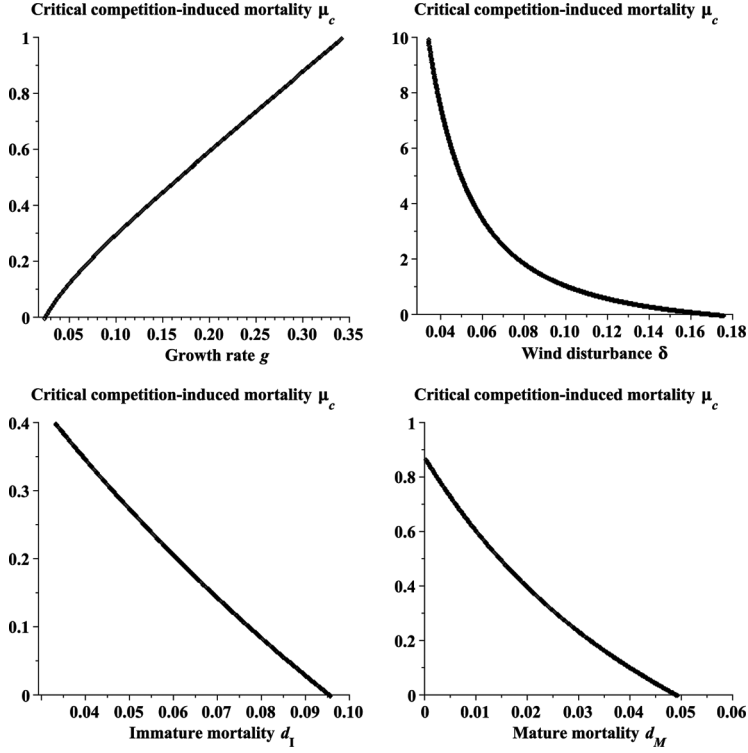 Critical competition-induced mortality μc
1
0.8
0.6
0.4
0.2
0
0.05 0.10 0.15 0.20 0.25 0.30 0.35
Growth rate g
Critical competition-induced mortality μc
10
8
6
4
2
0
0.04 0.06 0.08 0.10 0.12 0.14 0.16 0.18
Wind disturbance δ
Critical competition-induced mortality μc
0.4
0.3
0.2
0.1
0
0.04 0.05 0.06 0.07 0.08 0.09 0.10
Immature mortality dI
Critical competition-induced mortality μc
1
0.8
0.6
0.4
0.2
0
0 0.01 0.02 0.03 0.04 0.05 0.06
Mature mortality dM